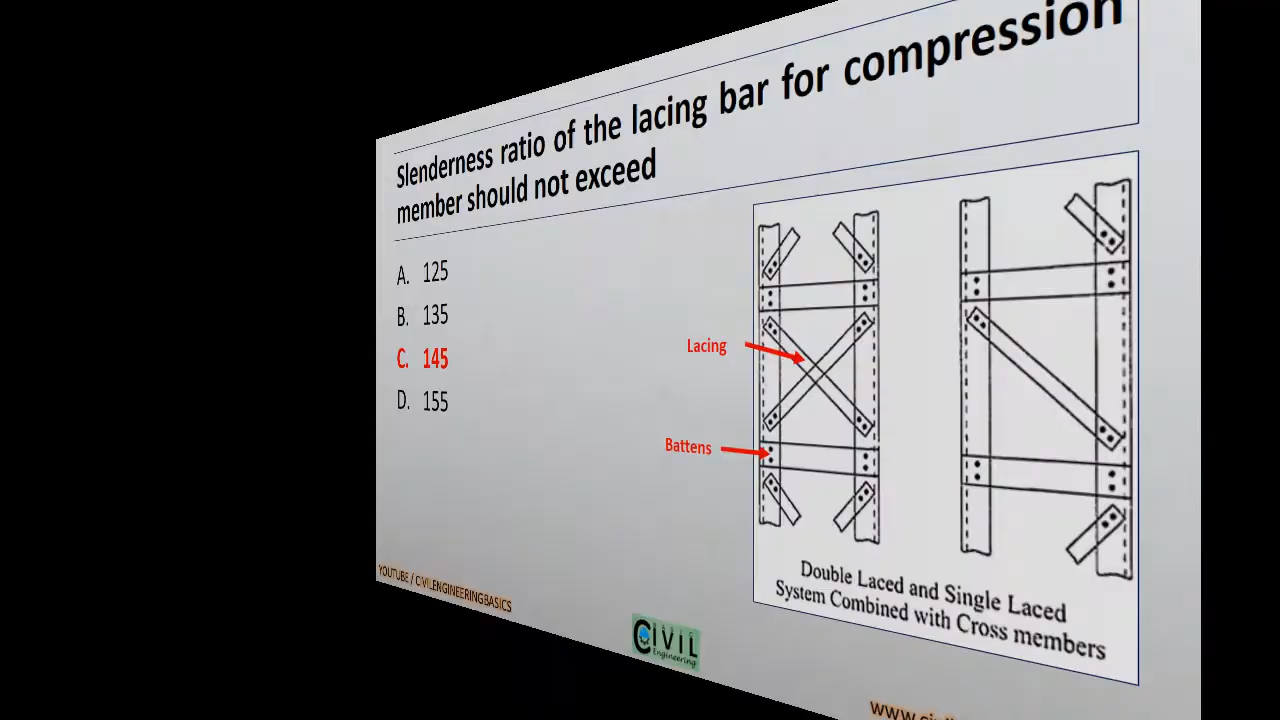 Slenderness ratio of the lacing bar for compression
member should not exceed
A. 125
B. 135
C. 145
D. 155
Lacing
Battens
Double Laced and Single Laced
System Combined with Cross members
YOUTUBE / CIVILENGINEERINGBASICS
CIVIL
Engineering